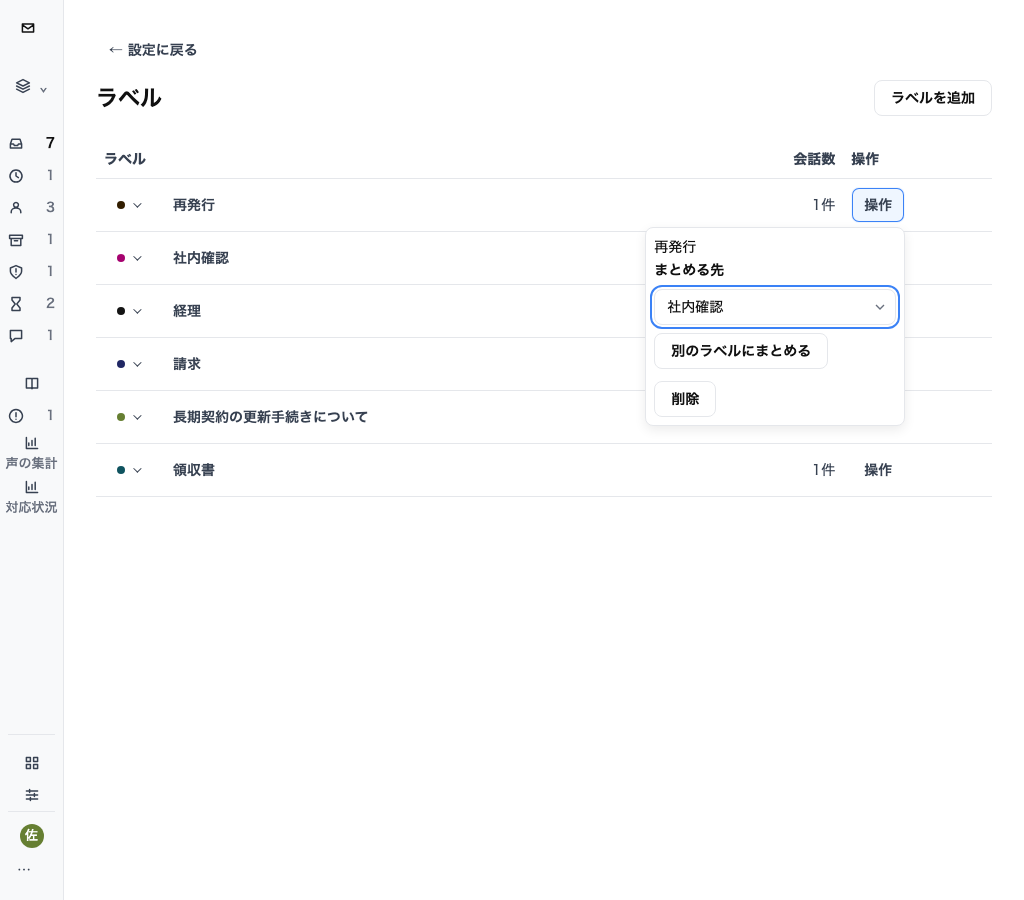 ← 設定に戻る
ラベル
ラベルを追加
ラベル 会話数 操作
再発行 1件 操作
社内確認
経理
請求
長期契約の更新手続きについて
領収書 1件 操作
再発行
まとめる先
社内確認
別のラベルにまとめる
削除
7
1
3
1
1
2
1
1
声の集計
対応状況
佐
…